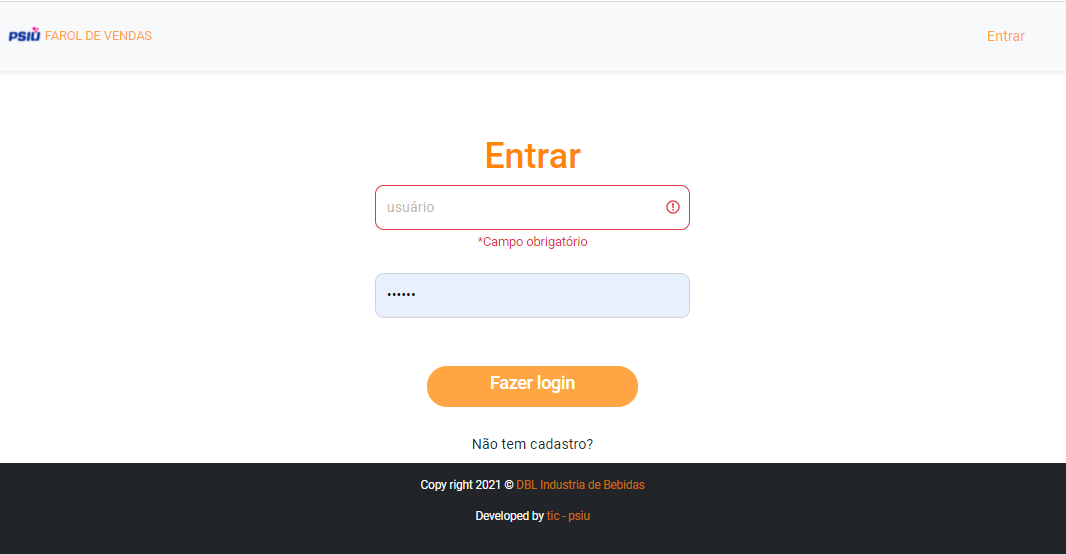 PSIÚ FAROL DE VENDAS
Entrar
Entrar
usuário
*Campo obrigatório
••••••
Fazer login
Não tem cadastro?
Copy right 2021 © DBL Industria de Bebidas
Developed by tic - psiu